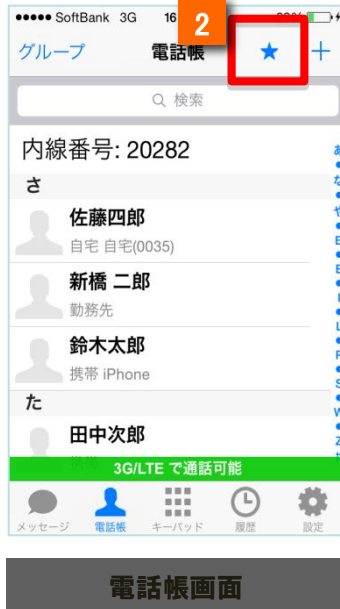 SoftBank 3G 16
2
グループ 電話帳 ★ +
検索
内線番号: 20282
さ
佐藤四郎
自宅 自宅(0035)
新橋 二郎
勤務先
鈴木太郎
携帯 iPhone
た
田中次郎
3G/LTE で通話可能
メッセージ 電話帳 キーパッド 履歴 設定
電話帳画面